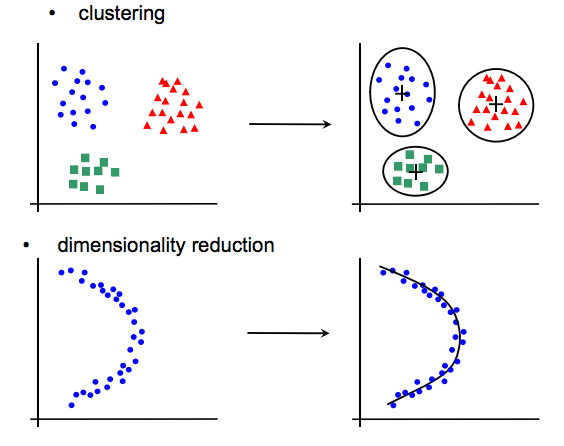 • clustering
• dimensionality reduction